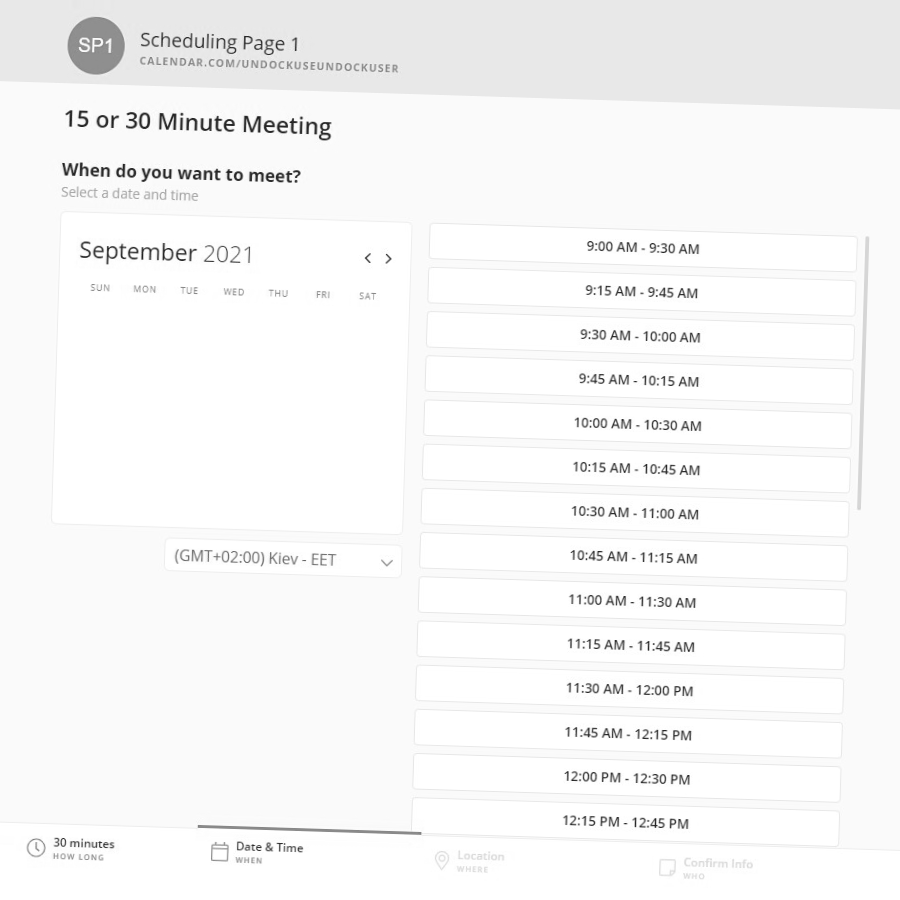 SP1
Scheduling Page 1
CALENDAR.COM/UNDOCKUSEUNDOCKUSER
15 or 30 Minute Meeting
When do you want to meet?
Select a date and time
September 2021
SUN MON TUE WED THU FRI SAT
(GMT+02:00) Kiev - EET
9:00 AM - 9:30 AM
9:15 AM - 9:45 AM
9:30 AM - 10:00 AM
9:45 AM - 10:15 AM
10:00 AM - 10:30 AM
10:15 AM - 10:45 AM
10:30 AM - 11:00 AM
10:45 AM - 11:15 AM
11:00 AM - 11:30 AM
11:15 AM - 11:45 AM
11:30 AM - 12:00 PM
11:45 AM - 12:15 PM
12:00 PM - 12:30 PM
12:15 PM - 12:45 PM
30 minutes
HOW LONG
Date & Time
WHEN
Location
WHERE
Confirm Info
WHO